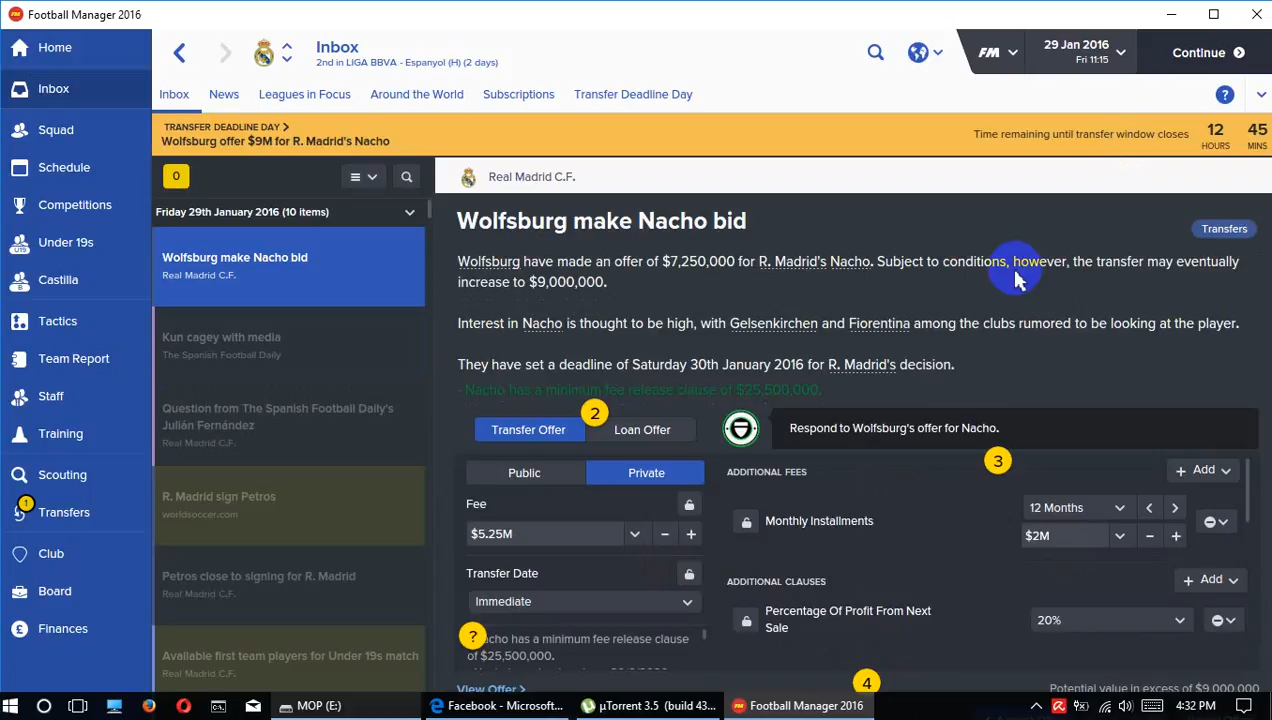 Football Manager 2016
Home
Inbox
2nd in LIGA BBVA - Espanyol (H) (2 days)
FM
29 Jan 2016
Fri 11:15
Continue
Inbox
Inbox
News
Leagues in Focus
Around the World
Subscriptions
Transfer Deadline Day
?
TRANSFER DEADLINE DAY
Wolfsburg offer $9M for R. Madrid's Nacho
Time remaining until transfer window closes
12
HOURS
45
MINS
Squad
Schedule
Competitions
Under 19s
Castilla
Tactics
Team Report
Staff
Training
Scouting
1
Transfers
Club
Board
Finances
0
Friday 29th January 2016 (10 items)
Wolfsburg make Nacho bid
Real Madrid C.F.
Kun cagey with media
The Spanish Football Daily
Question from The Spanish Football Daily's
Julián Fernández
Real Madrid C.F.
R. Madrid sign Petros
worldsoccer.com
Petros close to signing for R. Madrid
Real Madrid C.F.
Available first team players for Under 19s match
Real Madrid C.F.
Real Madrid C.F.
Wolfsburg make Nacho bid
Transfers
Wolfsburg have made an offer of $7,250,000 for R. Madrid's Nacho. Subject to conditions, however, the transfer may eventually
increase to $9,000,000.
Interest in Nacho is thought to be high, with Gelsenkirchen and Fiorentina among the clubs rumored to be looking at the player.
They have set a deadline of Saturday 30th January 2016 for R. Madrid's decision.
- Nacho has a minimum fee release clause of $25,500,000.
2
Transfer Offer
Loan Offer
Respond to Wolfsburg's offer for Nacho.
3
Public
Private
ADDITIONAL FEES
+ Add
Fee
$5.25M
Monthly Installments
12 Months
$2M
Transfer Date
Immediate
ADDITIONAL CLAUSES
+ Add
Percentage Of Profit From Next
Sale
20%
?
Nacho has a minimum fee release clause
of $25,500,000.
View Offer >
4
Potential value in excess of $9,000,000
MOP (E:)
Facebook - Microsof...
µTorrent 3.5 (build 43...
Football Manager 2016
4:32 PM